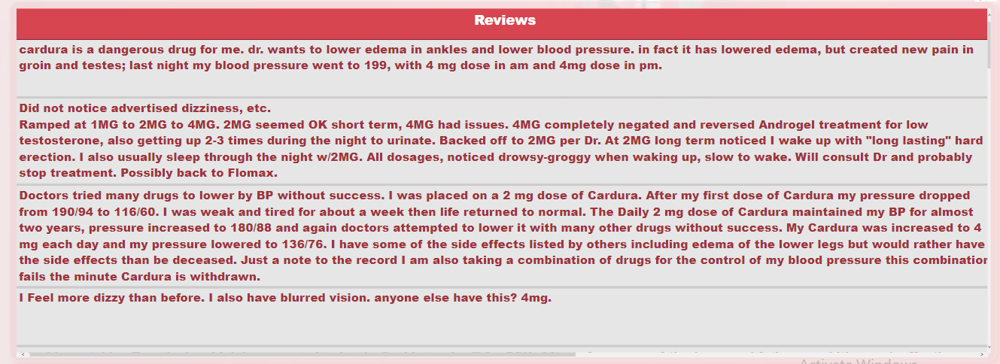 Reviews
cardura is a dangerous drug for me. dr. wants to lower edema in ankles and lower blood pressure. in fact it has lowered edema, but created new pain in
groin and testes; last night my blood pressure went to 199, with 4 mg dose in am and 4mg dose in pm.
Did not notice advertised dizziness, etc.
Ramped at 1MG to 2MG to 4MG. 2MG seemed OK short term, 4MG had issues. 4MG completely negated and reversed Androgel treatment for low
testosterone, also getting up 2-3 times during the night to urinate. Backed off to 2MG per Dr. At 2MG long term noticed I wake up with "long lasting" hard
erection. I also usually sleep through the night w/2MG. All dosages, noticed drowsy-groggy when waking up, slow to wake. Will consult Dr and probably
stop treatment. Possibly back to Flomax.
Doctors tried many drugs to lower by BP without success. I was placed on a 2 mg dose of Cardura. After my first dose of Cardura my pressure dropped
from 190/94 to 116/60. I was weak and tired for about a week then life returned to normal. The Daily 2 mg dose of Cardura maintained my BP for almost
two years, pressure increased to 180/88 and again doctors attempted to lower it with many other drugs without success. My Cardura was increased to 4
mg each day and my pressure lowered to 136/76. I have some of the side effects listed by others including edema of the lower legs but would rather have
the side effects than be deceased. Just a note to the record I am also taking a combination of drugs for the control of my blood pressure this combination
fails the minute Cardura is withdrawn.
I Feel more dizzy than before. I also have blurred vision. anyone else have this? 4mg.
Activate Windows